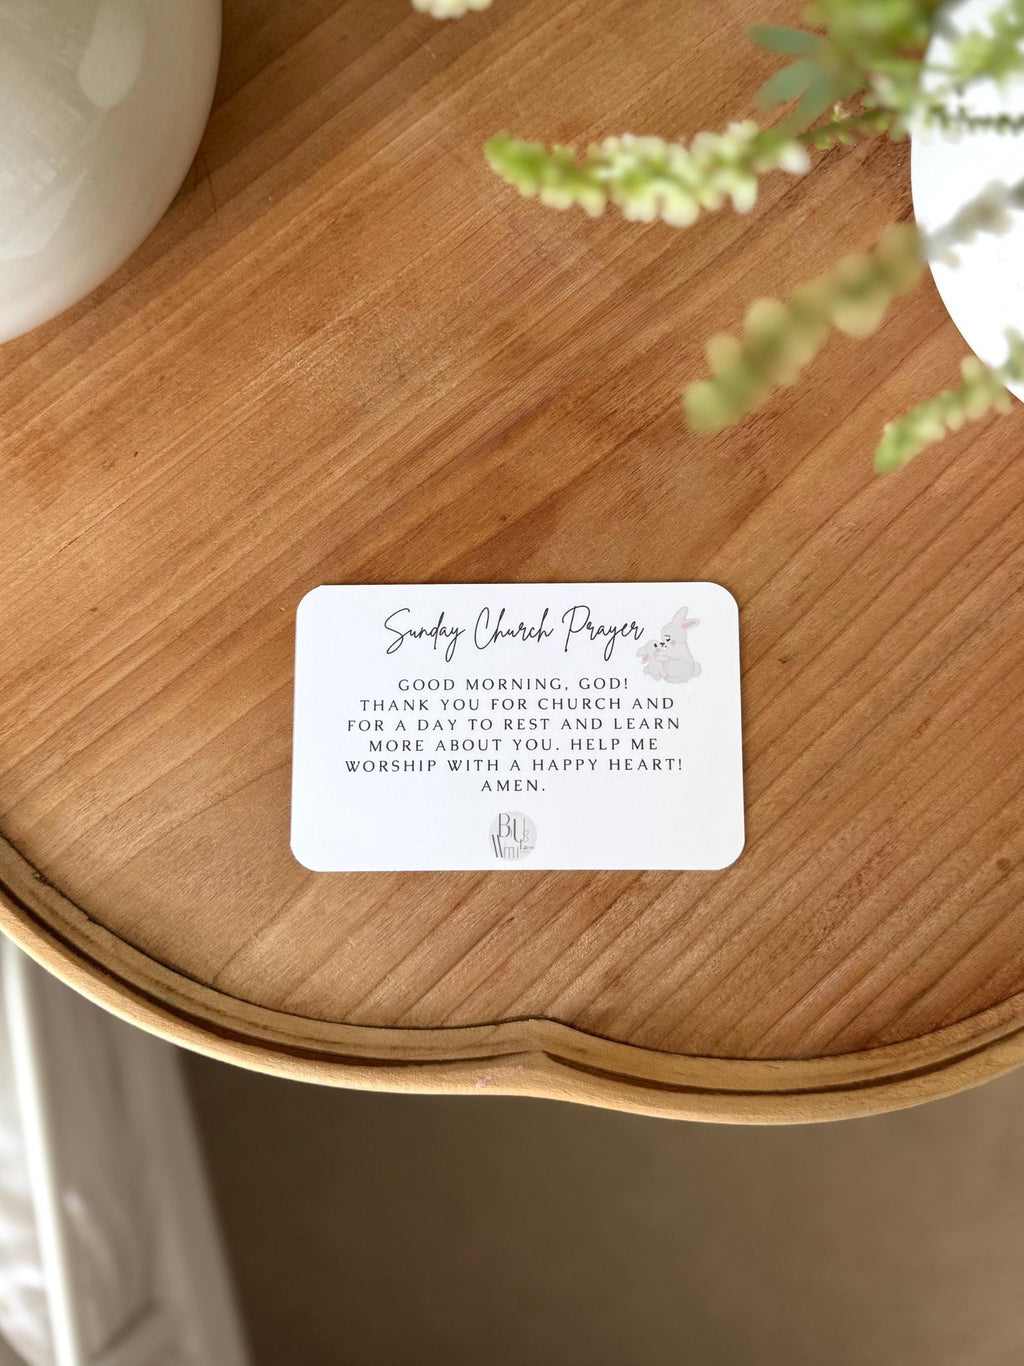 Sunday Church Prayer
GOOD MORNING, GOD!
THANK YOU FOR CHURCH AND
FOR A DAY TO REST AND LEARN
MORE ABOUT YOU. HELP ME
WORSHIP WITH A HAPPY HEART!
AMEN.